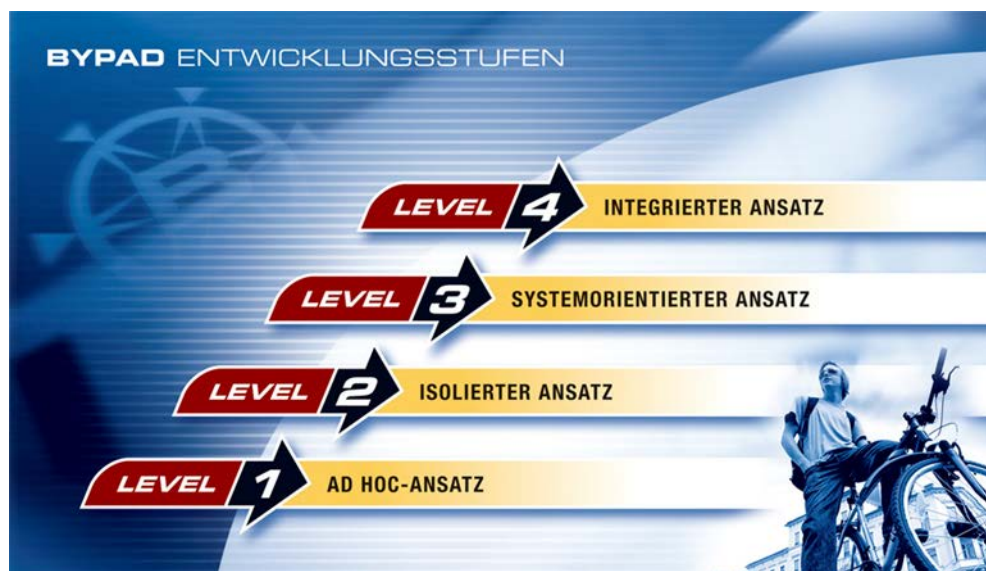 BYPAD ENTWICKLUNGSSTUFEN
LEVEL 4 INTEGRIERTER ANSATZ
LEVEL 3 SYSTEMORIENTIERTER ANSATZ
LEVEL 2 ISOLIERTER ANSATZ
LEVEL 1 AD HOC-ANSATZ